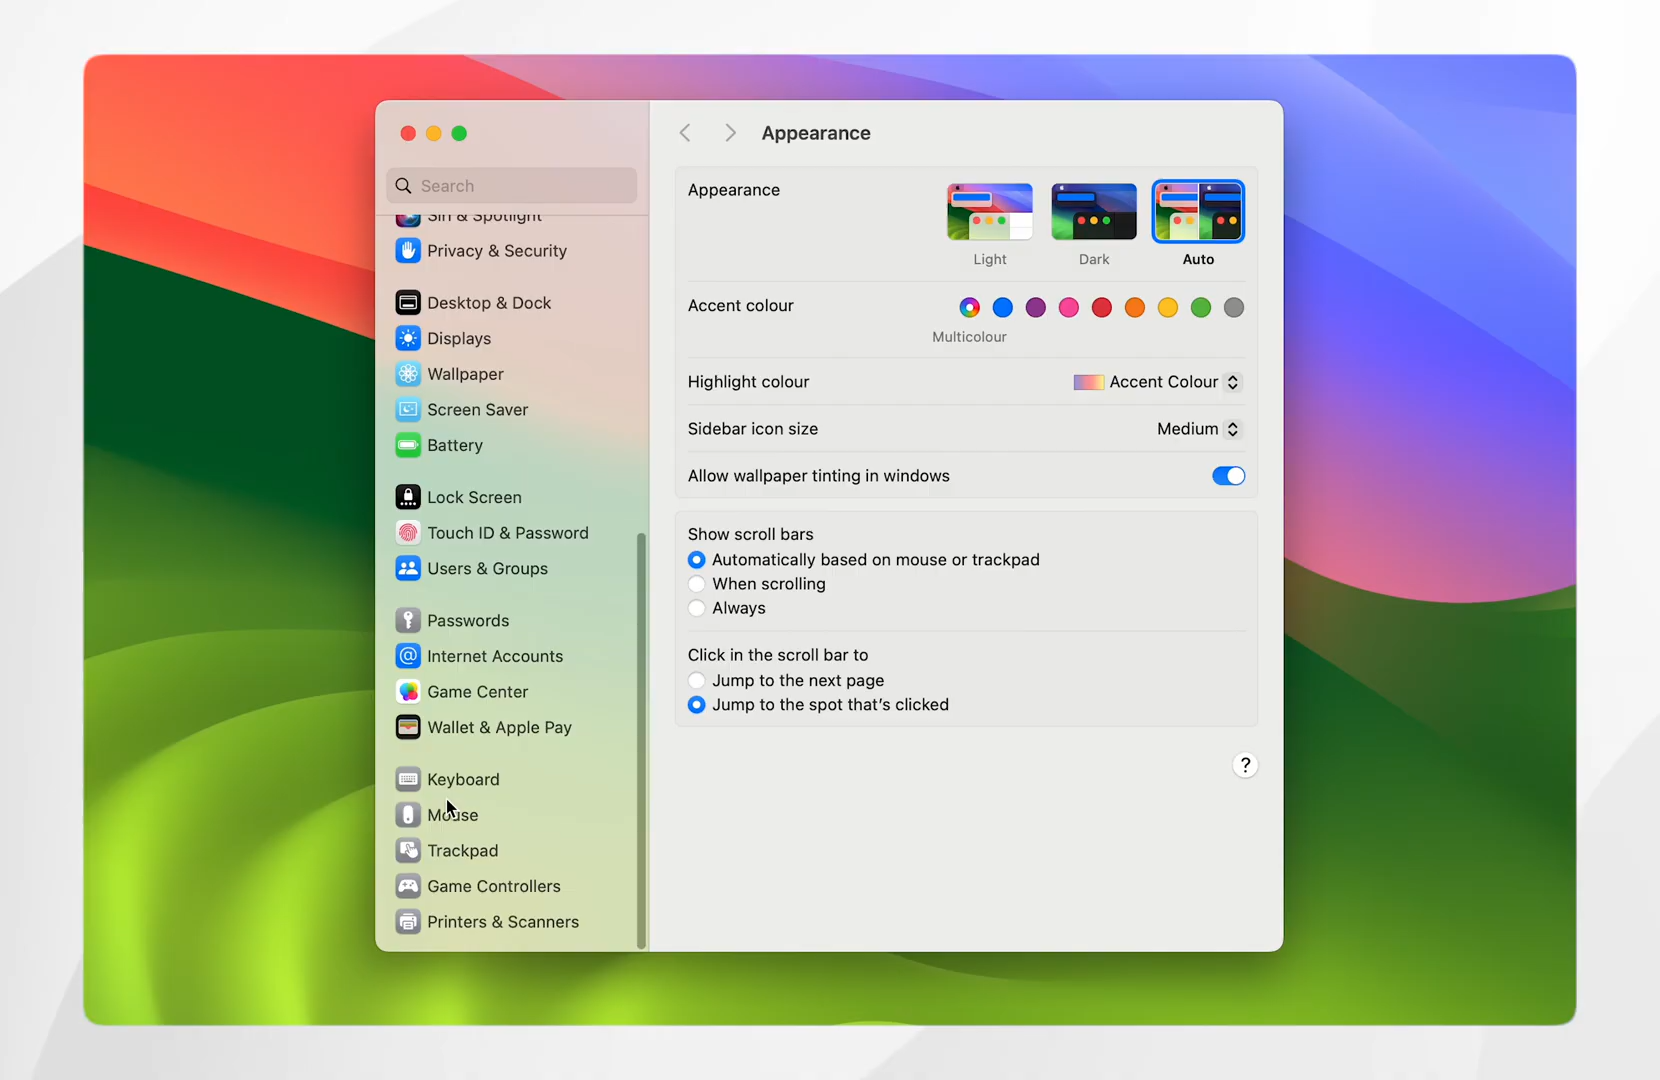 Appearance
Search
Siri & Spotlight
Privacy & Security
Desktop & Dock
Displays
Wallpaper
Screen Saver
Battery
Lock Screen
Touch ID & Password
Users & Groups
Passwords
Internet Accounts
Game Center
Wallet & Apple Pay
Keyboard
Mouse
Trackpad
Game Controllers
Printers & Scanners
Appearance
Light
Dark
Auto
Accent colour
Multicolour
Highlight colour
Accent Colour
Sidebar icon size
Medium
Allow wallpaper tinting in windows
Show scroll bars
Automatically based on mouse or trackpad
When scrolling
Always
Click in the scroll bar to
Jump to the next page
Jump to the spot that's clicked
?